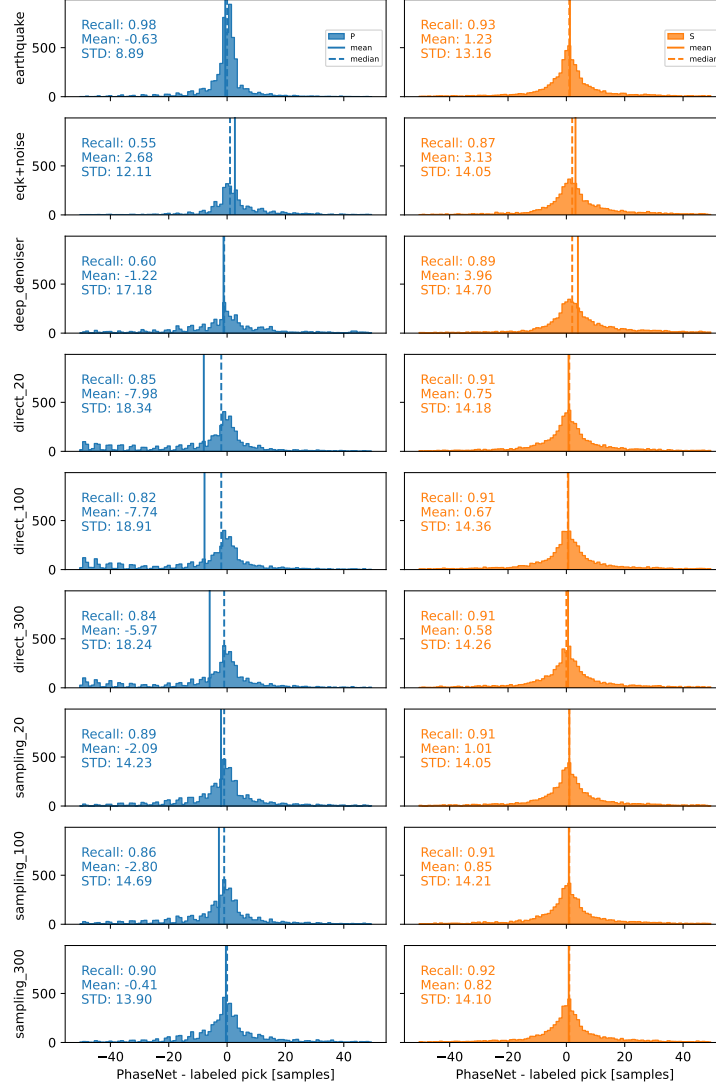 earthquake
500
0
Recall: 0.98
Mean: -0.63
STD: 8.89
P
mean
median
Recall: 0.93
Mean: 1.23
STD: 13.16
S
mean
median
eqk+noise
500
0
Recall: 0.55
Mean: 2.68
STD: 12.11
Recall: 0.87
Mean: 3.13
STD: 14.05
deep_denoiser
500
0
Recall: 0.60
Mean: -1.22
STD: 17.18
Recall: 0.89
Mean: 3.96
STD: 14.70
direct_20
500
0
Recall: 0.85
Mean: -7.98
STD: 18.34
Recall: 0.91
Mean: 0.75
STD: 14.18
direct_100
500
0
Recall: 0.82
Mean: -7.74
STD: 18.91
Recall: 0.91
Mean: 0.67
STD: 14.36
direct_300
500
0
Recall: 0.84
Mean: -5.97
STD: 18.24
Recall: 0.91
Mean: 0.58
STD: 14.26
sampling_20
500
0
Recall: 0.89
Mean: -2.09
STD: 14.23
Recall: 0.91
Mean: 1.01
STD: 14.05
sampling_100
500
0
Recall: 0.86
Mean: -2.80
STD: 14.69
Recall: 0.91
Mean: 0.85
STD: 14.21
sampling_300
500
0
Recall: 0.90
Mean: -0.41
STD: 13.90
Recall: 0.92
Mean: 0.82
STD: 14.10
−40 −20 0 20 40
−40 −20 0 20 40
PhaseNet - labeled pick [samples]
PhaseNet - labeled pick [samples]